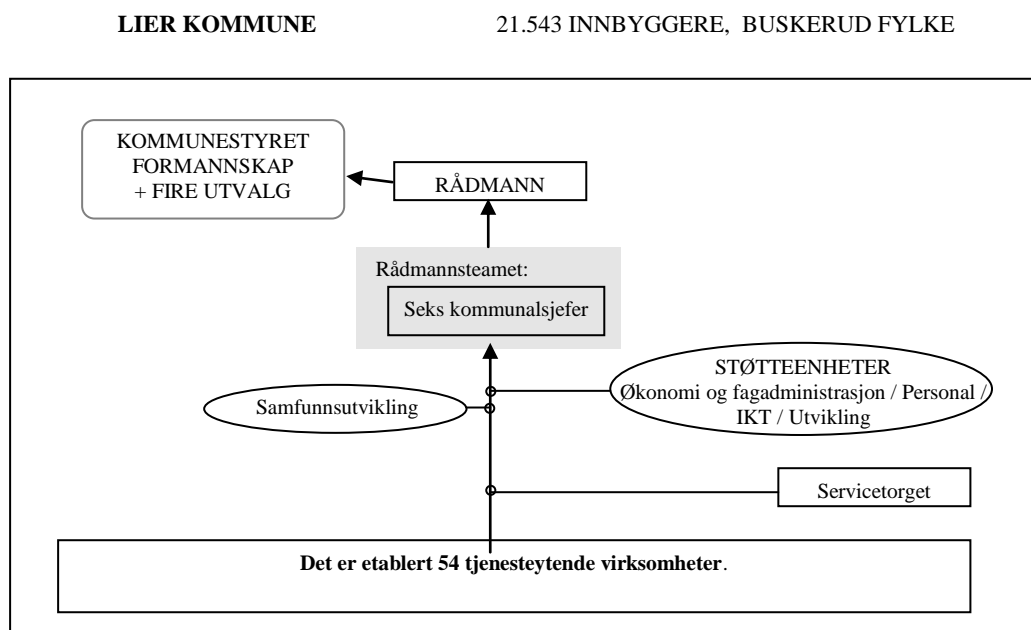 LIER KOMMUNE 21.543 INNBYGGERE, BUSKERUD FYLKE
KOMMUNESTYRET
FORMANNSKAP
+ FIRE UTVALG
RÅDMANN
Rådmannsteamet:
Seks kommunalsjefer
STØTTEENHETER
Økonomi og fagadministrasjon / Personal /
IKT / Utvikling
Samfunnsutvikling
Servicetorget
Det er etablert 54 tjenesteytende virksomheter.